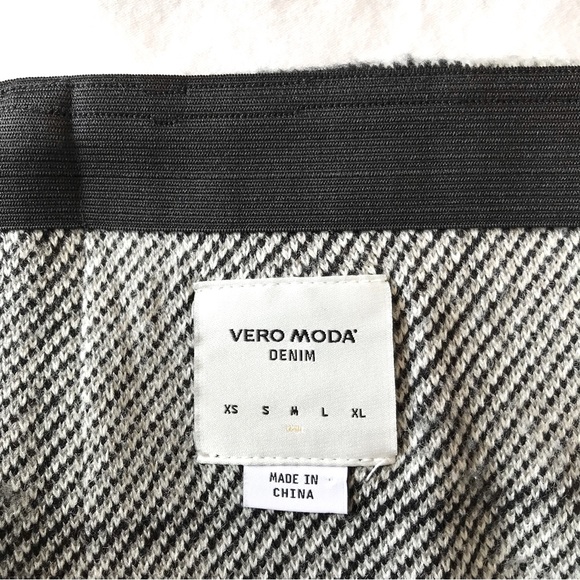 VERO MODA
DENIM
XS S M L XL
MADE IN
CHINA